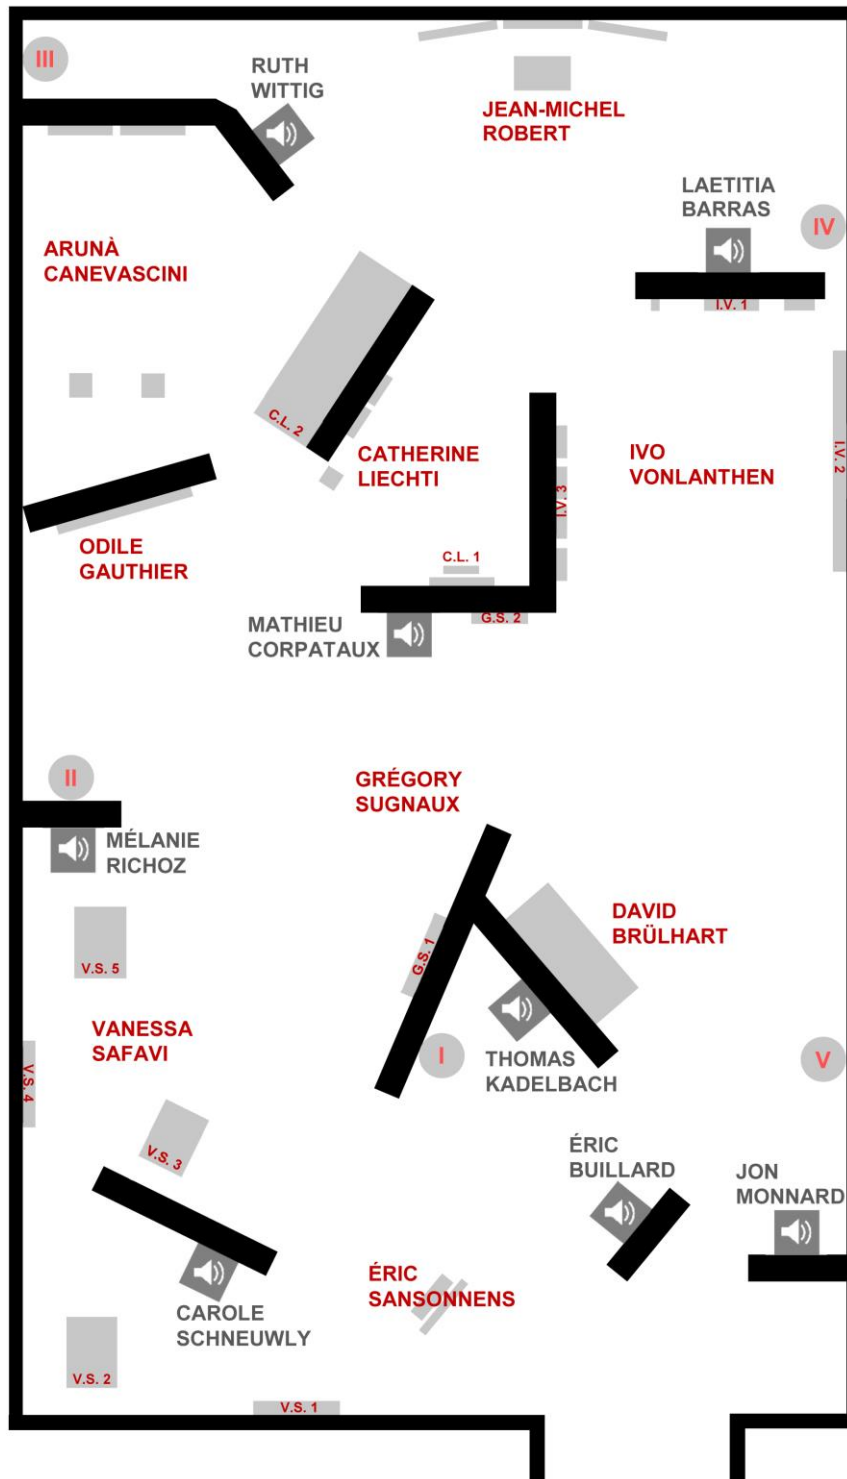 III
RUTH
WITTIG
JEAN-MICHEL
ROBERT
LAETITIA
BARRAS
IV
ARUNÀ
CANEVASCINI
I.V. 1
C.L. 2
CATHERINE
LIECHTI
IVO
VONLANTHEN
I.V. 2
I.V. 3
ODILE
GAUTHIER
C.L. 1
G.S. 2
MATHIEU
CORPATAUX
II
GRÉGORY
SUGNAUX
MÉLANIE
RICHOZ
DAVID
BRÜLHART
G.S. 1
V.S. 5
VANESSA
SAFAVI
I
THOMAS
KADELBACH
V
V.S. 4
V.S. 3
ÉRIC
BUILLARD
JON
MONNARD
ÉRIC
SANSONNENS
CAROLE
SCHNEUWLY
V.S. 2
V.S. 1